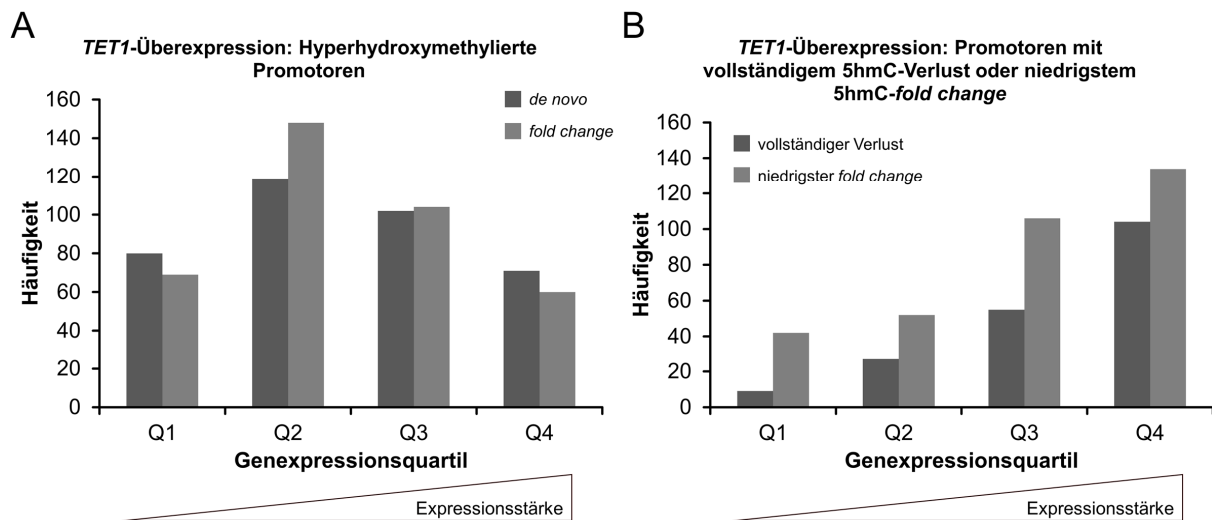 A
TET1-Überexpression: Hyperhydroxymethylierte
Promotoren
160
140
120
100
80
60
40
20
0
Häufigkeit
de novo
fold change
Q1 Q2 Q3 Q4
Genexpressionsquartil
Expressionsstärke
B
TET1-Überexpression: Promotoren mit
vollständigem 5hmC-Verlust oder niedrigstem
5hmC-fold change
160
140
120
100
80
60
40
20
0
Häufigkeit
vollständiger Verlust
niedrigster fold change
Q1 Q2 Q3 Q4
Genexpressionsquartil
Expressionsstärke